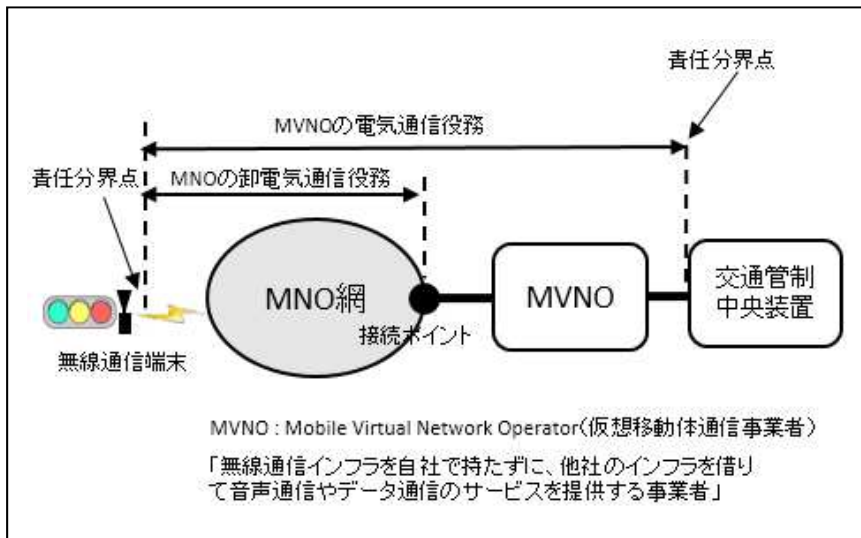 責任分界点
MVNOの電気通信役務
責任分界点
MNOの卸電気通信役務
MNO網
MVNO
交通管制
中央装置
接続ポイント
無線通信端末
MVNO : Mobile Virtual Network Operator(仮想移動体通信事業者)
「無線通信インフラを自社で持たずに、他社のインフラを借り
て音声通信やデータ通信のサービスを提供する事業者」